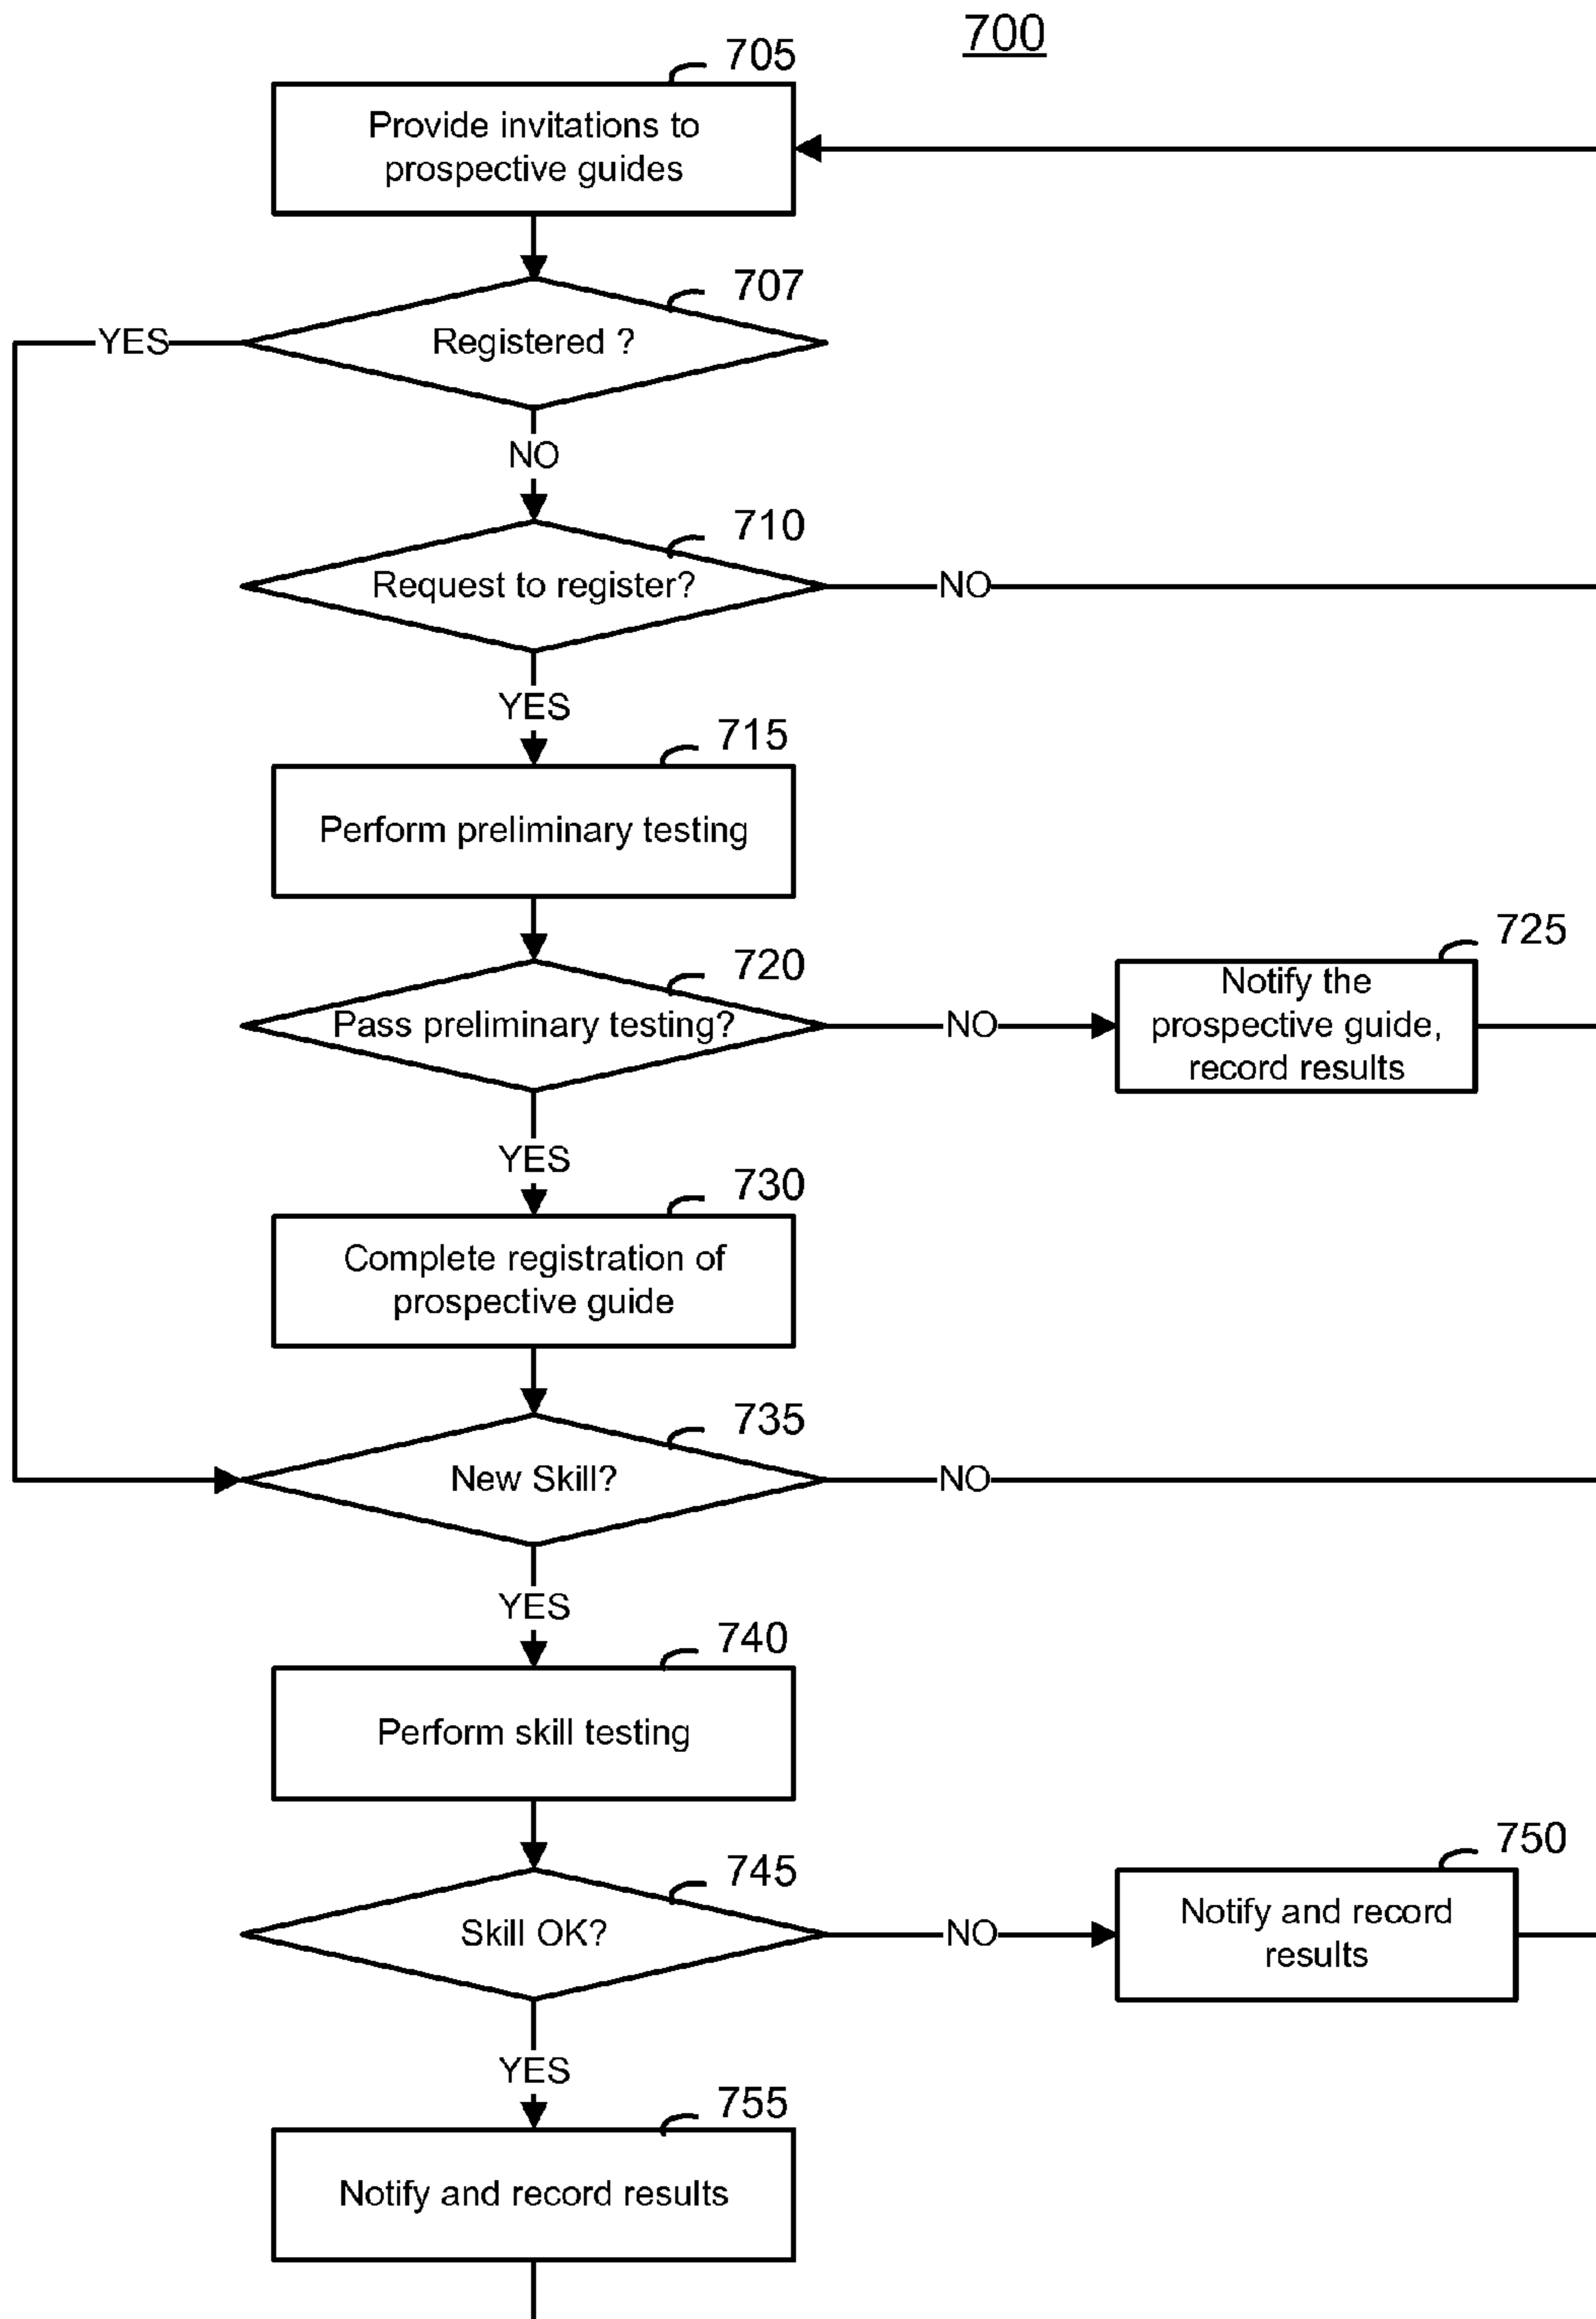 700
705
Provide invitations to
prospective guides
707
YES
Registered ?
NO
710
Request to register?
NO
YES
715
Perform preliminary testing
720
725
Pass preliminary testing?
NO
Notify the
prospective guide,
record results
YES
730
Complete registration of
prospective guide
735
New Skill?
NO
YES
740
Perform skill testing
745
750
Skill OK?
NO
Notify and record
results
YES
755
Notify and record results